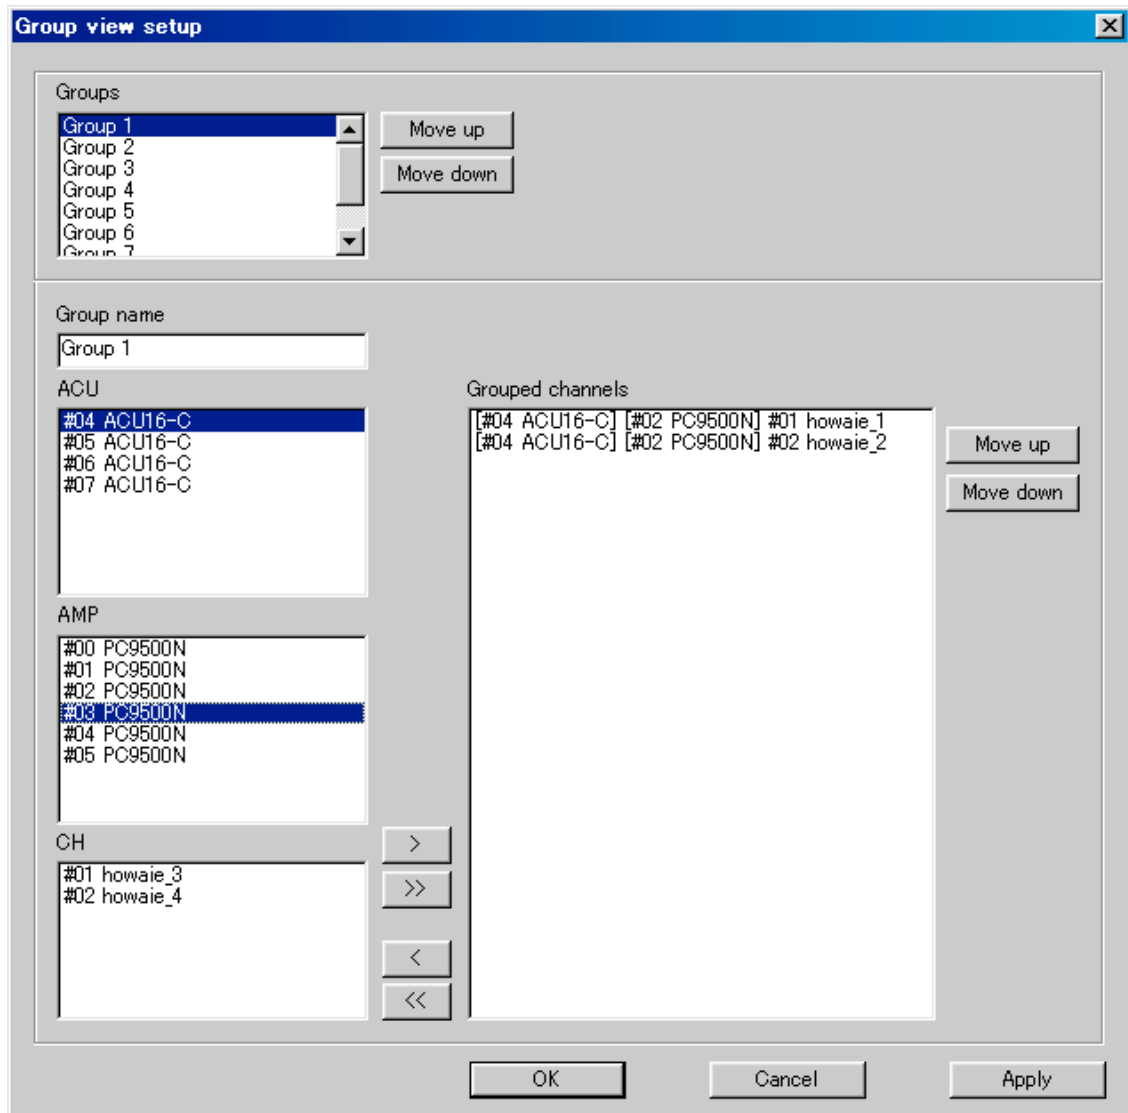 Group view setup
Groups
Group 1
Group 2
Group 3
Group 4
Group 5
Group 6
Group 7
Move up
Move down
Group name
Group 1
ACU
#04 ACU16-C
#05 ACU16-C
#06 ACU16-C
#07 ACU16-C
AMP
#00 PC9500N
#01 PC9500N
#02 PC9500N
#03 PC9500N
#04 PC9500N
#05 PC9500N
CH
#01 howaie_3
#02 howaie_4
>
>>
<
<<
Grouped channels
[#04 ACU16-C] [#02 PC9500N] #01 howaie_1
[#04 ACU16-C] [#02 PC9500N] #02 howaie_2
Move up
Move down
OK
Cancel
Apply